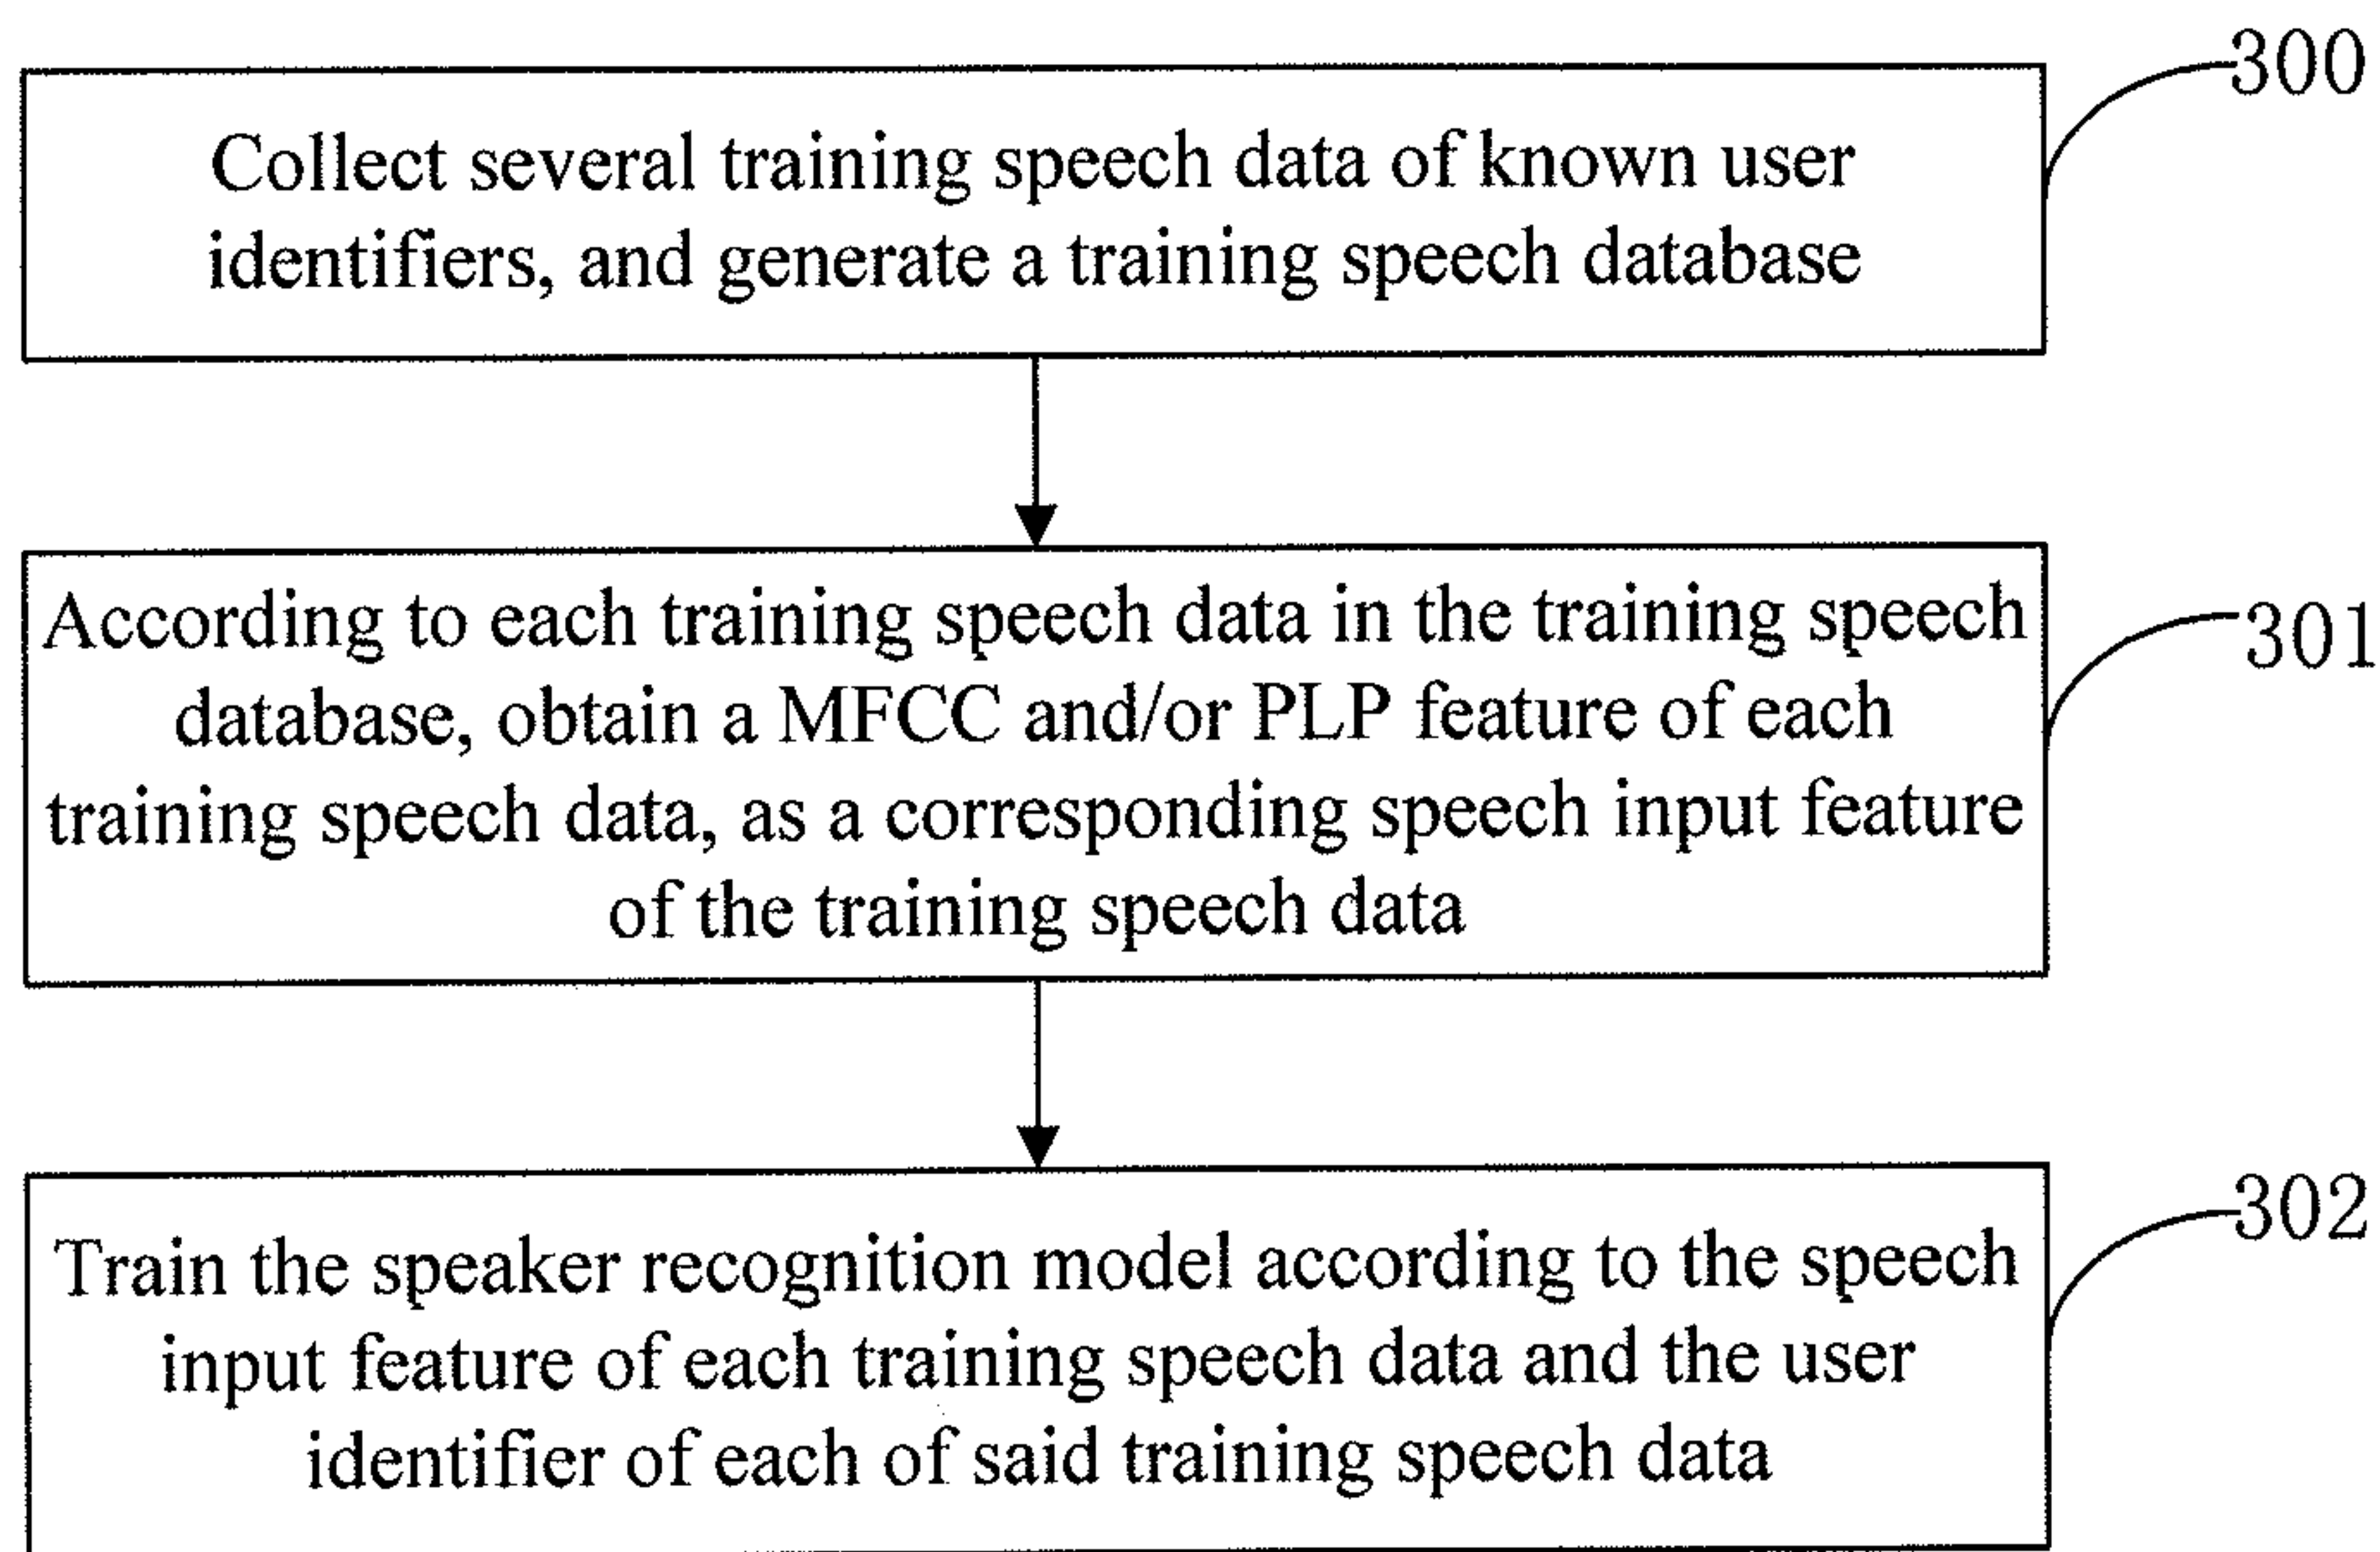 300
Collect several training speech data of known user
identifiers, and generate a training speech database
According to each training speech data in the training speech
database, obtain a MFCC and/or PLP feature of each
training speech data, as a corresponding speech input feature
of the training speech data
301
Train the speaker recognition model according to the speech
input feature of each training speech data and the user
identifier of each of said training speech data
302